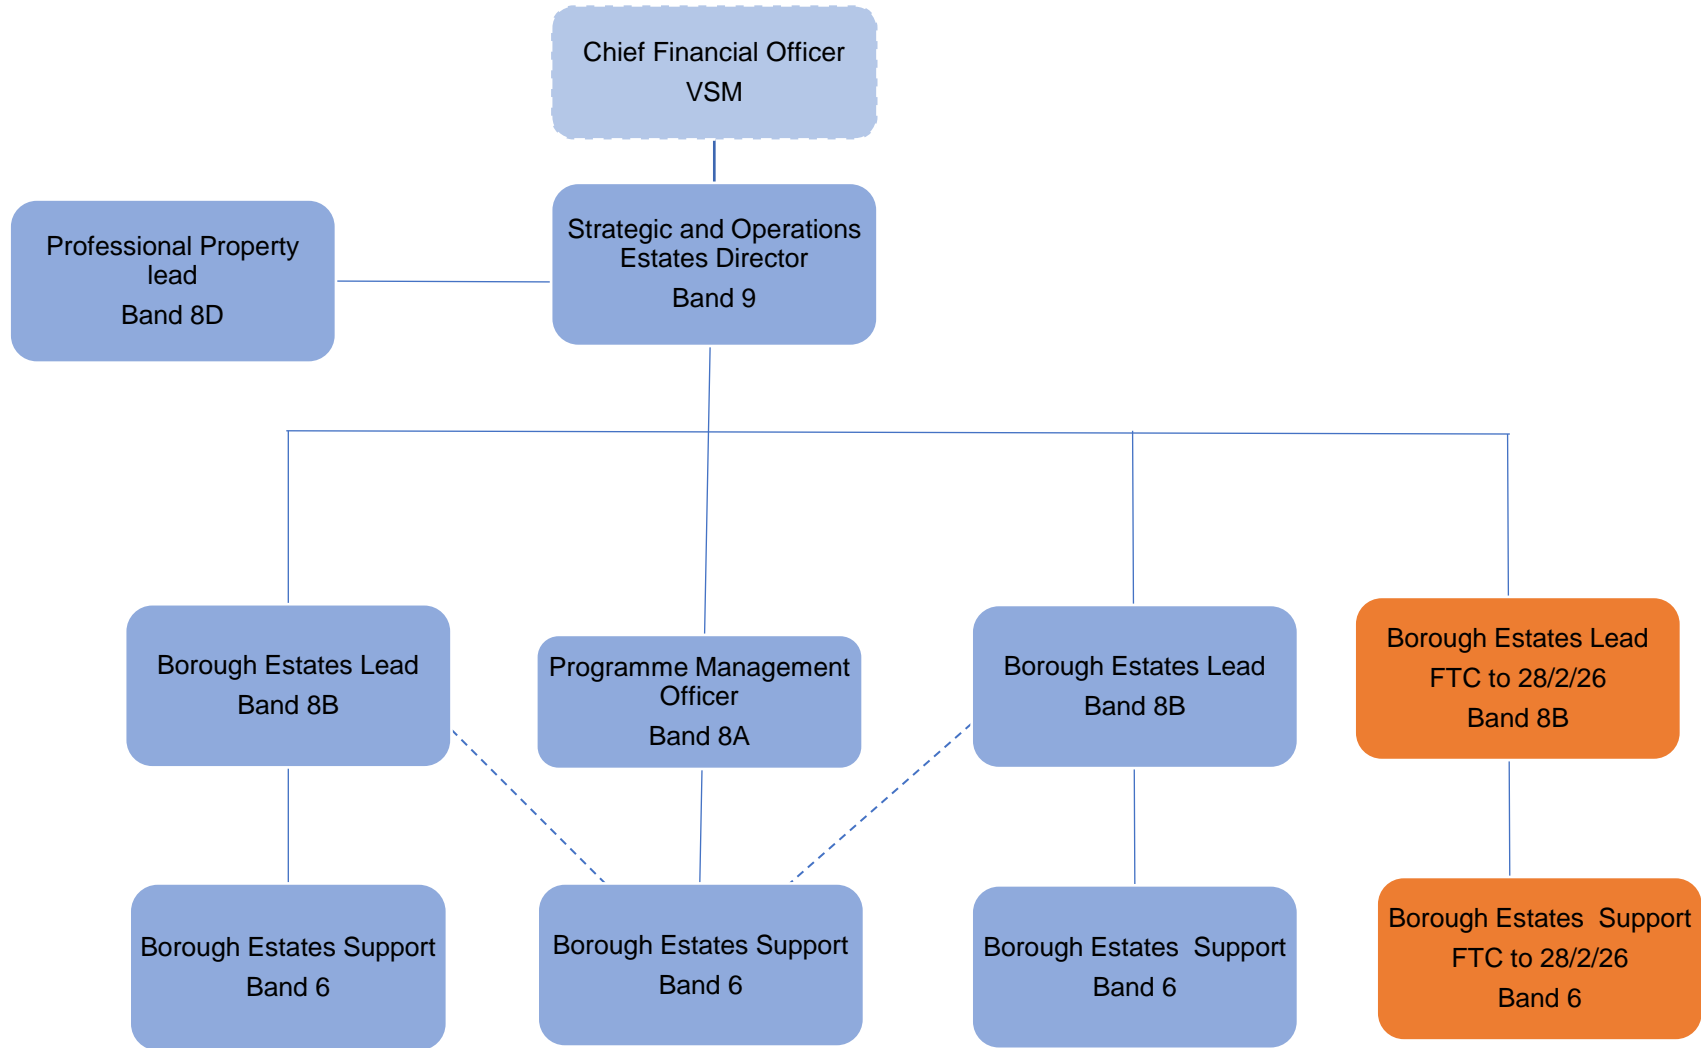 Chief Financial Officer
VSM
Professional Property
lead
Band 8D
Strategic and Operations
Estates Director
Band 9
Borough Estates Lead
Band 8B
Programme Management
Officer
Band 8A
Borough Estates Lead
Band 8B
Borough Estates Lead
FTC to 28/2/26
Band 8B
Borough Estates Support
Band 6
Borough Estates Support
Band 6
Borough Estates  Support
Band 6
Borough Estates  Support
FTC to 28/2/26
Band 6